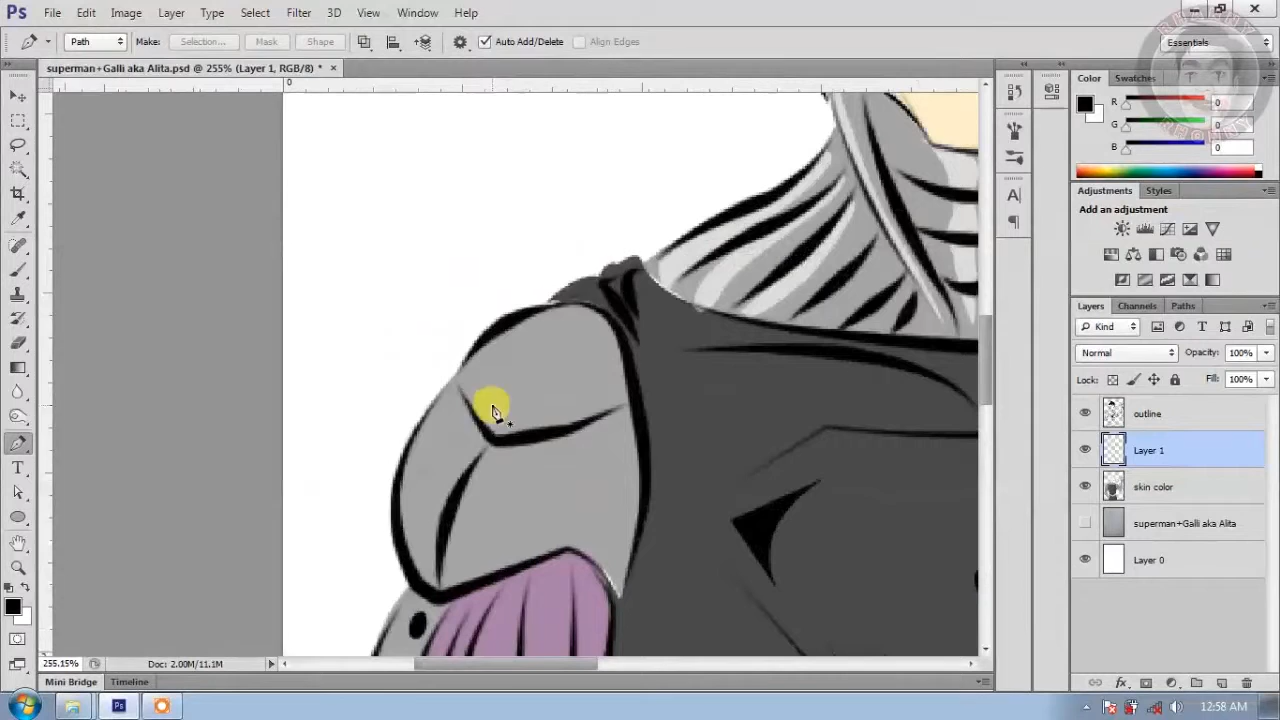 Ps File Edit Image Layer Type Select Filter 3D View Window Help
Path Make: Selection... Mask Shape Auto Add/Delete Align Edges Essentials
superman+Galli aka Alita.psd @ 255% (Layer 1, RGB/8) * ×
0
RHARNY RHONNY
Color Swatches
R 0
G 0
B 0
Adjustments Styles
Add an adjustment
Layers Channels Paths
Kind
Normal Opacity: 100%
Lock: Fill: 100%
outline
Layer 1
skin color
superman+Galli aka Alita
Layer 0
255.15% Doc: 2.00M/11.1M
Mini Bridge Timeline
12:58 AM